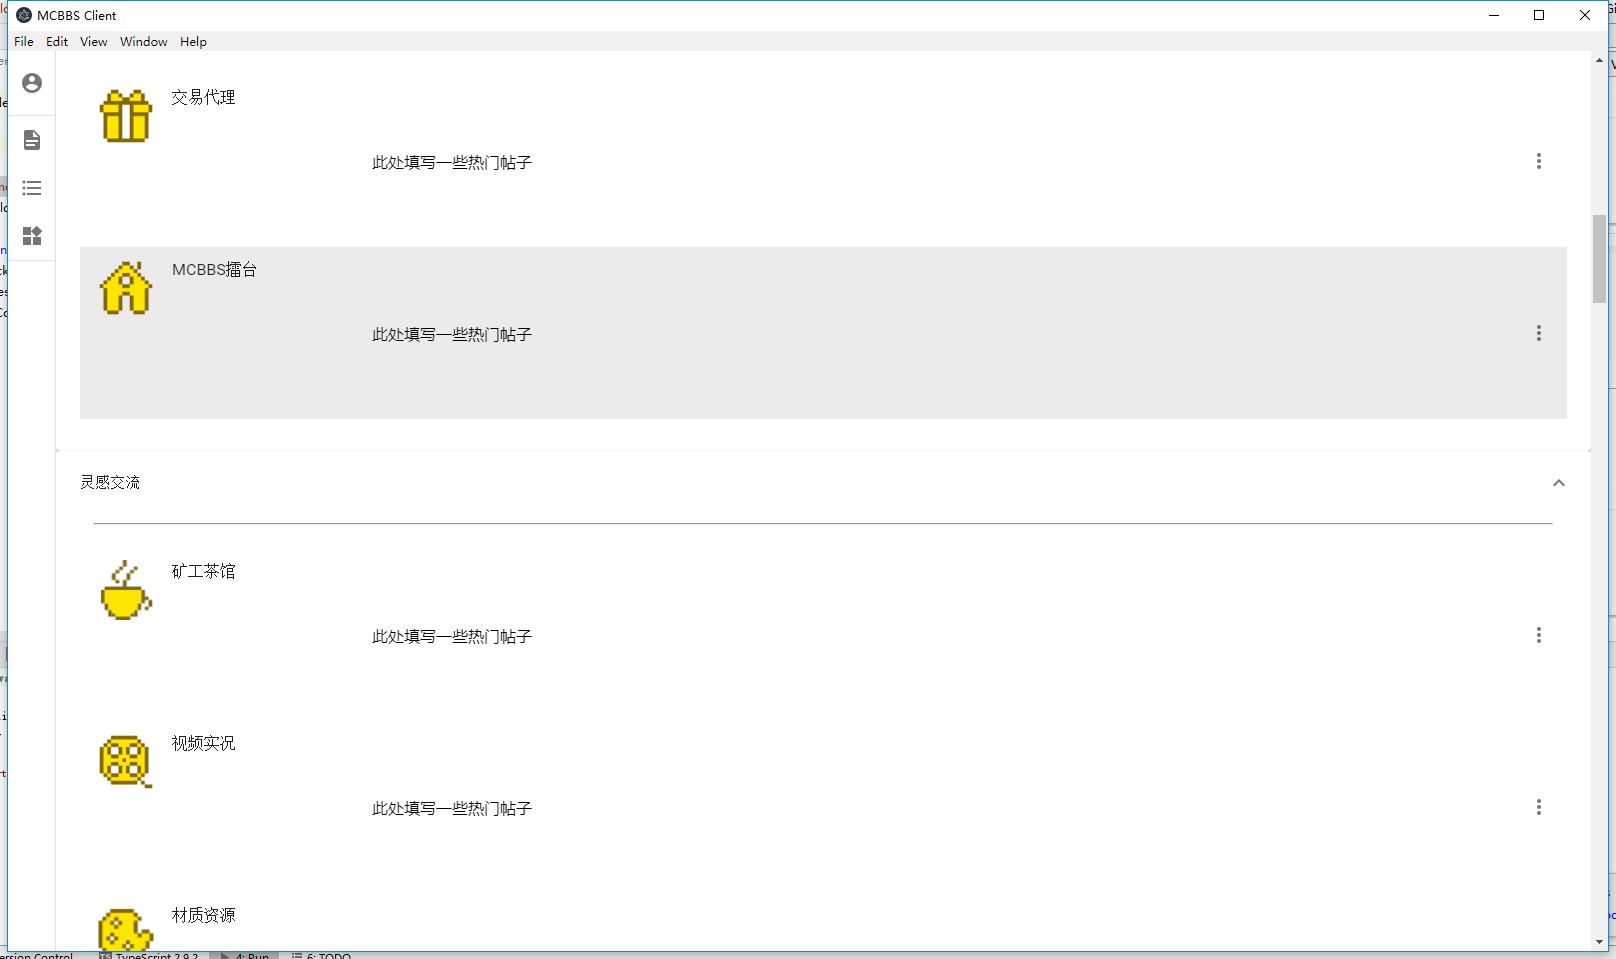 MCBBS Client
File Edit View Window Help
交易代理
此处填写一些热门帖子
MCBBS擂台
此处填写一些热门帖子
灵感交流
矿工茶馆
此处填写一些热门帖子
视频实况
此处填写一些热门帖子
材质资源
ersion Control TypeScript 2.9.2 4: Run 6: TODO